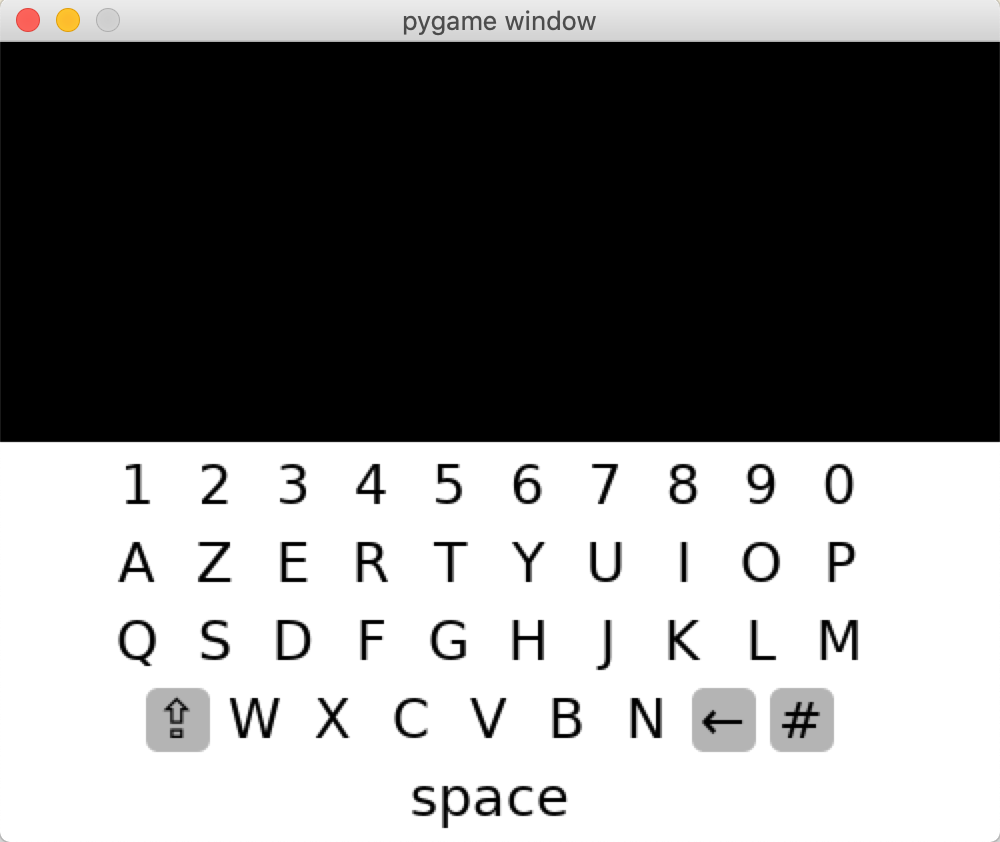 pygame window
1 2 3 4 5 6 7 8 9 0
A Z E R T Y U I O P
Q S D F G H J K L M
⇪ W X C V B N ← #
space